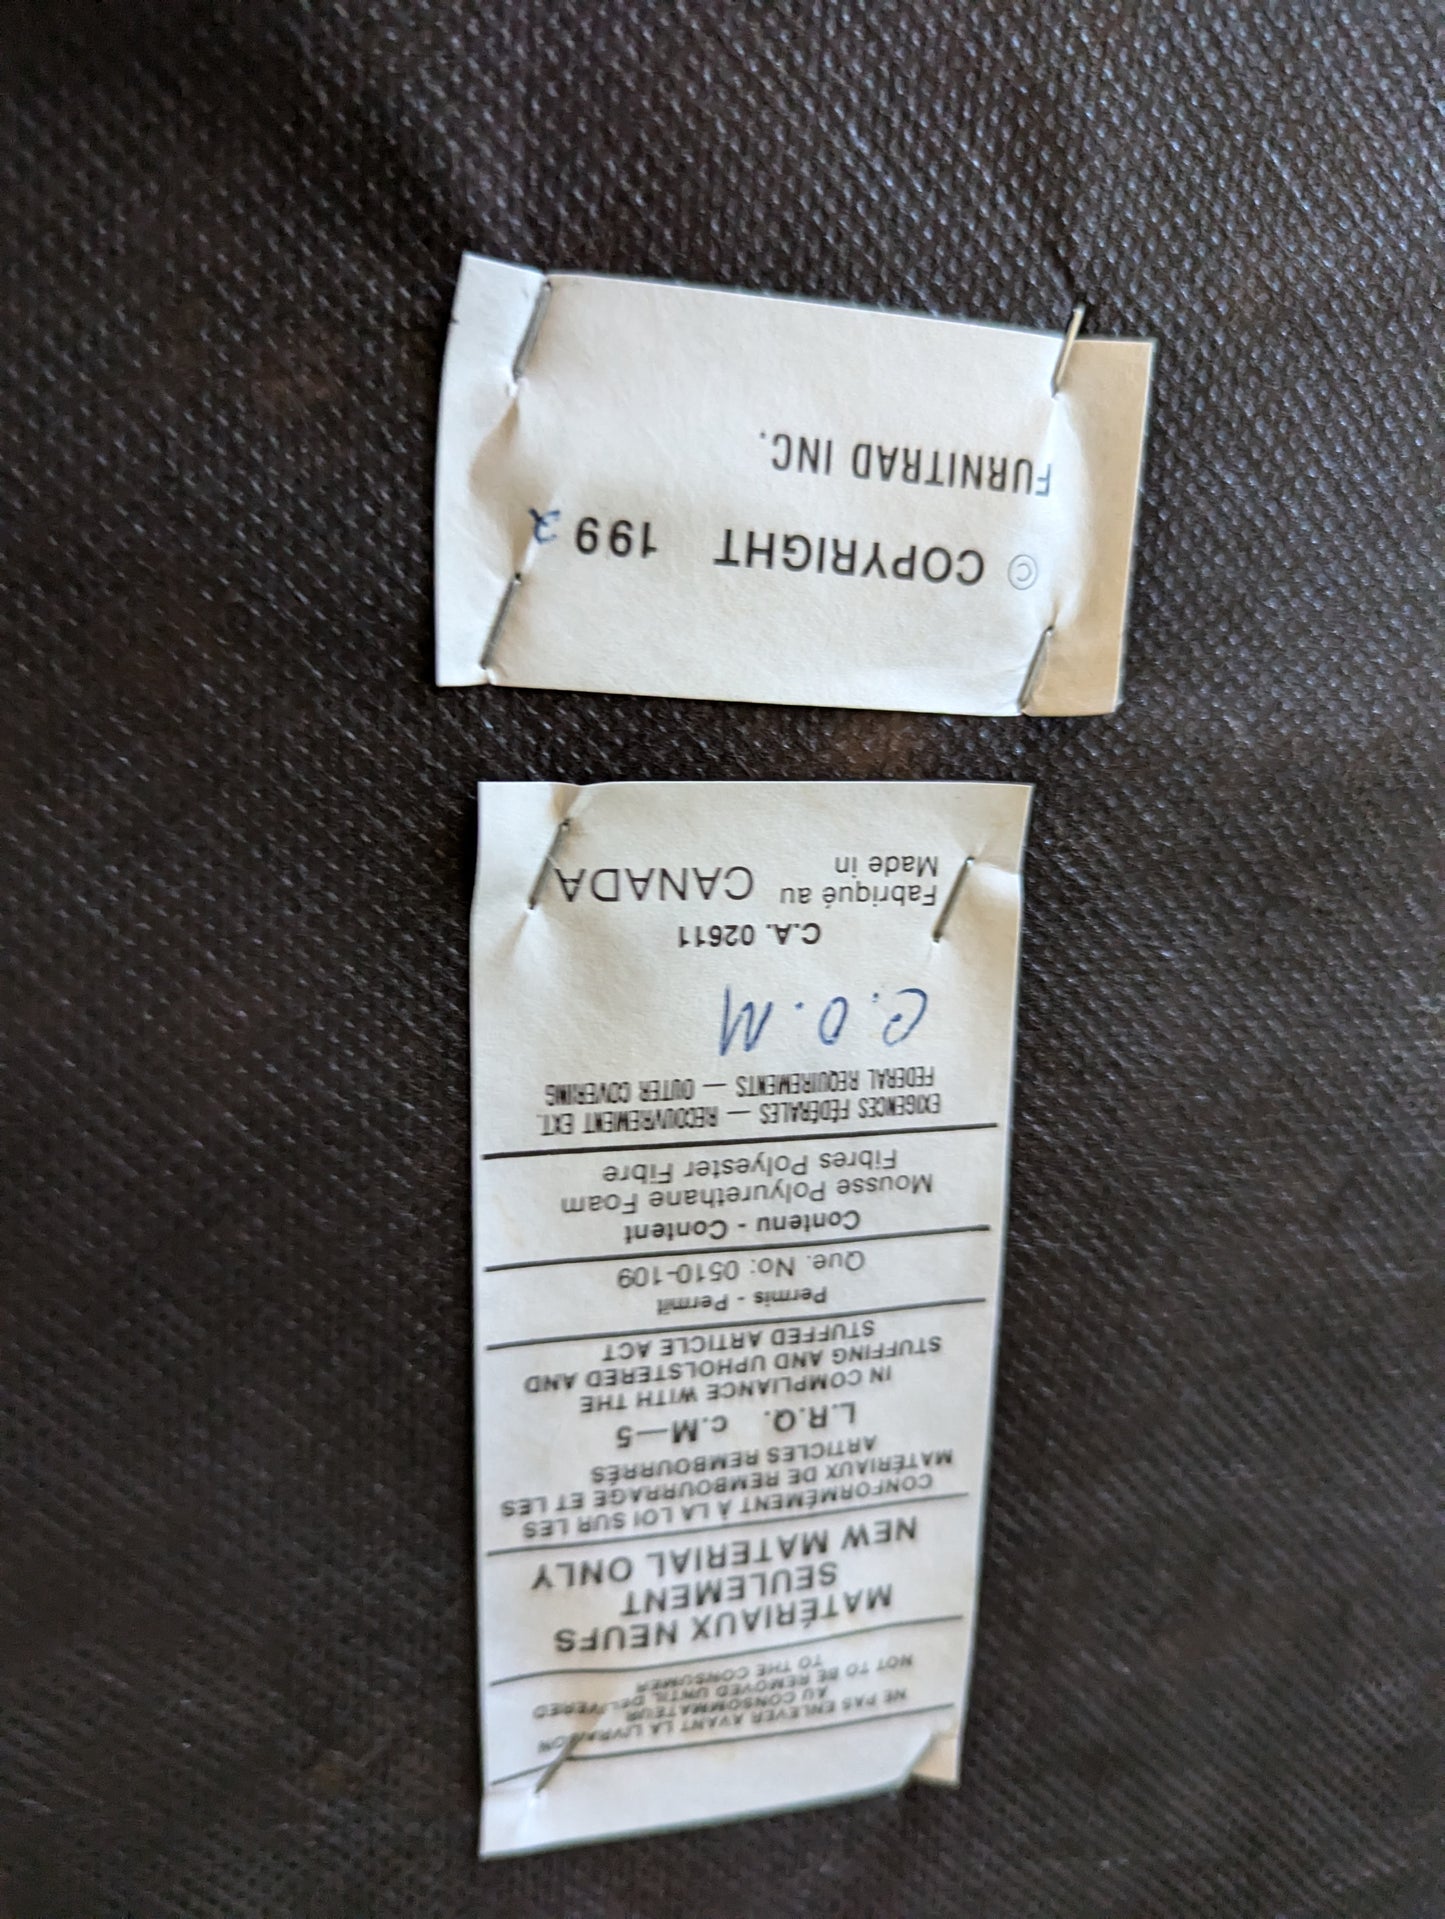 NE PAS ENLEVER AVANT LA LIVRAISON
AU CONSOMMATEUR
NOT TO BE REMOVED UNTIL DELIVERED
TO THE CONSUMER
MATÉRIAUX NEUFS
SEULEMENT
NEW MATERIAL ONLY
CONFORMÉMENT À LA LOI SUR LES
MATÉRIAUX DE REMBOURRAGE ET LES
ARTICLES REMBOURRÉS
L.R.Q. c.M—5
IN COMPLIANCE WITH THE
STUFFING AND UPHOLSTERED AND
STUFFED ARTICLE ACT
Permis - Permit
Que. No: 0510-109
Contenu - Content
Mousse Polyurethane Foam
Fibres Polyester Fibre
EXIGENCES FÉDÉRALES — RECOUVREMENT EXT.
FEDERAL REQUIREMENTS — OUTER COVERING
C.O.M
C.A. 02611
Fabriqué au CANADA
Made in
© COPYRIGHT 1992
FURNITRAD INC.